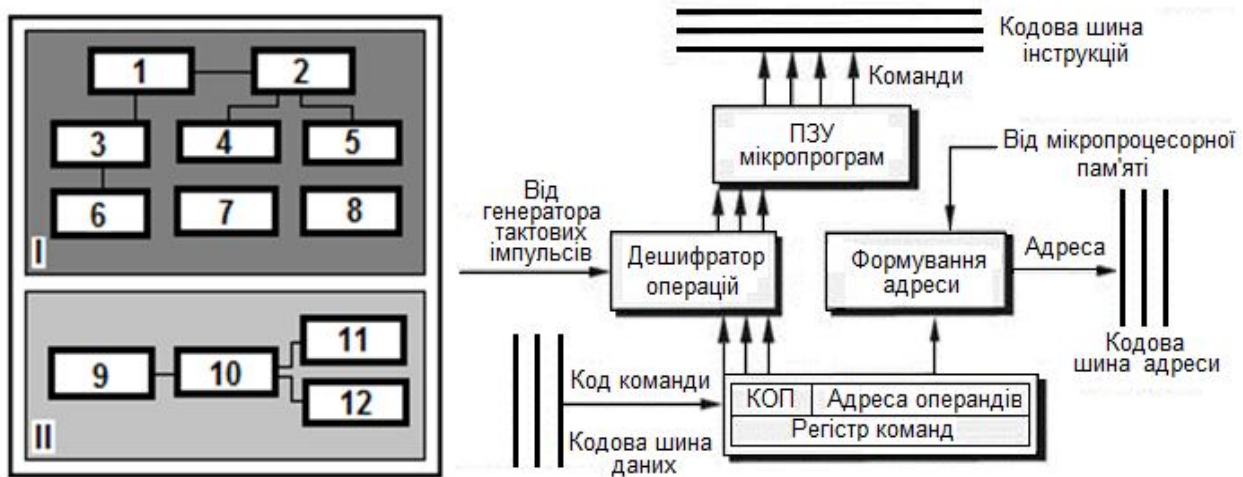 1
2
3
4
5
6
7
8
I
9
10
11
12
II
Кодова шина
інструкцій
Команди
ПЗУ
мікропрограм
Від мікропроцесорної
пам'яті
Від
генератора
тактових
імпульсів
Дешифратор
операцій
Формування
адреси
Адреса
Кодова
шина адреси
Код команди
КОП
Адреса операндів
Регістр команд
Кодова шина
даних